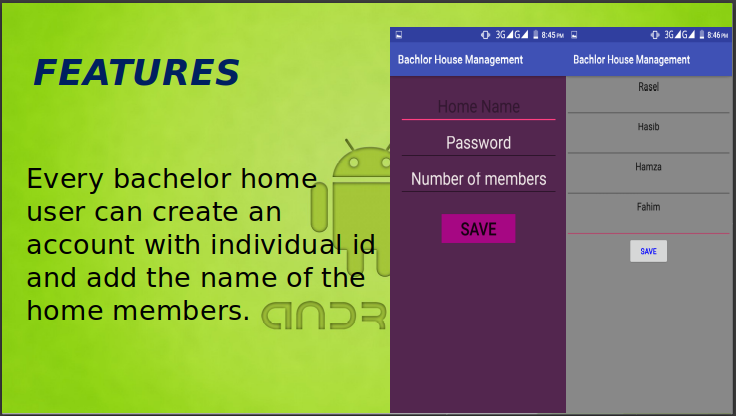 FEATURES
Every bachelor home
user can create an
account with individual id
and add the name of the
home members.
3G G 8:45 PM
Bachlor House Management
Home Name
Password
Number of members
SAVE
3G G 8:46 PM
Bachlor House Management
Rasel
Hasib
Hamza
Fahim
SAVE